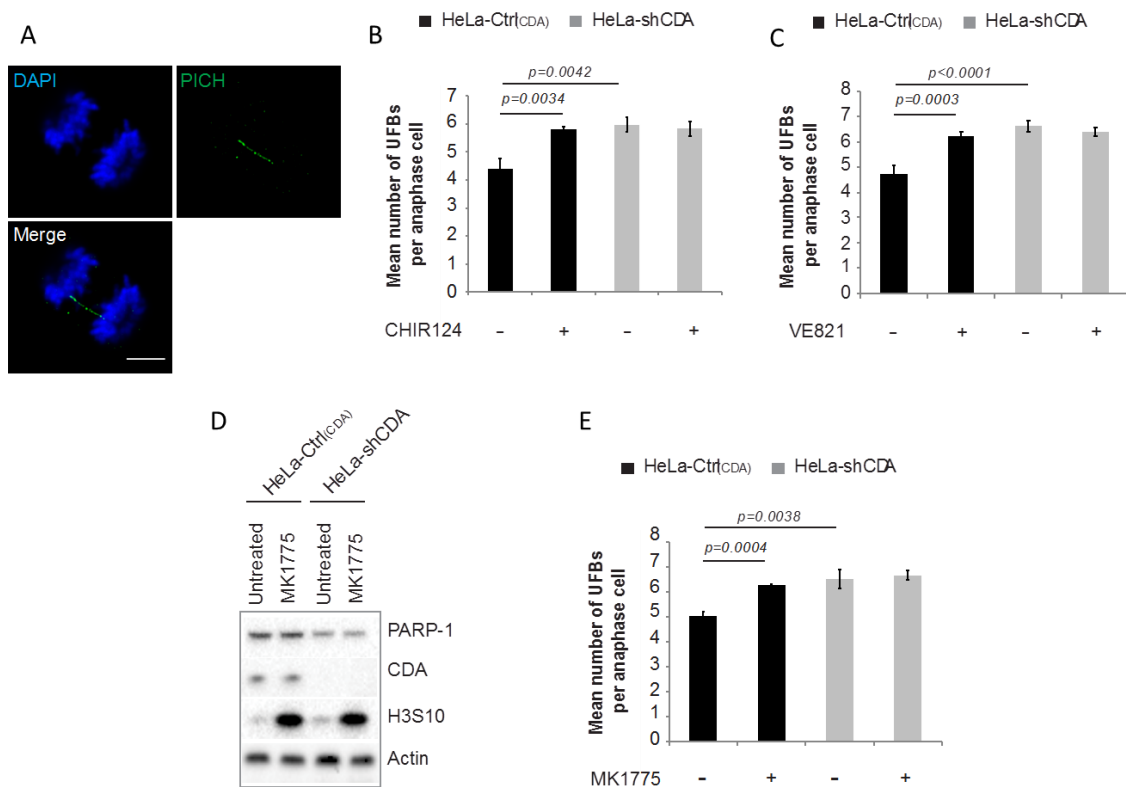 A
DAPI
PICH
Merge
B
HeLa-Ctrl(CDA) HeLa-shCDA
p=0.0042
p=0.0034
Mean number of UFBs
per anaphase cell
7
6
5
4
3
2
1
0
CHIR124 - + - +
C
HeLa-Ctrl(CDA) HeLa-shCDA
p<0.0001
p=0.0003
Mean number of UFBs
per anaphase cell
8
7
6
5
4
3
2
1
0
VE821 - + - +
D
HeLa-Ctrl(CDA)
HeLa-shCDA
Untreated
MK1775
Untreated
MK1775
PARP-1
CDA
H3S10
Actin
E
HeLa-Ctrl(CDA) HeLa-shCDA
p=0.0038
p=0.0004
Mean number of UFBs
per anaphase cell
8
7
6
5
4
3
2
1
0
MK1775 - + - +